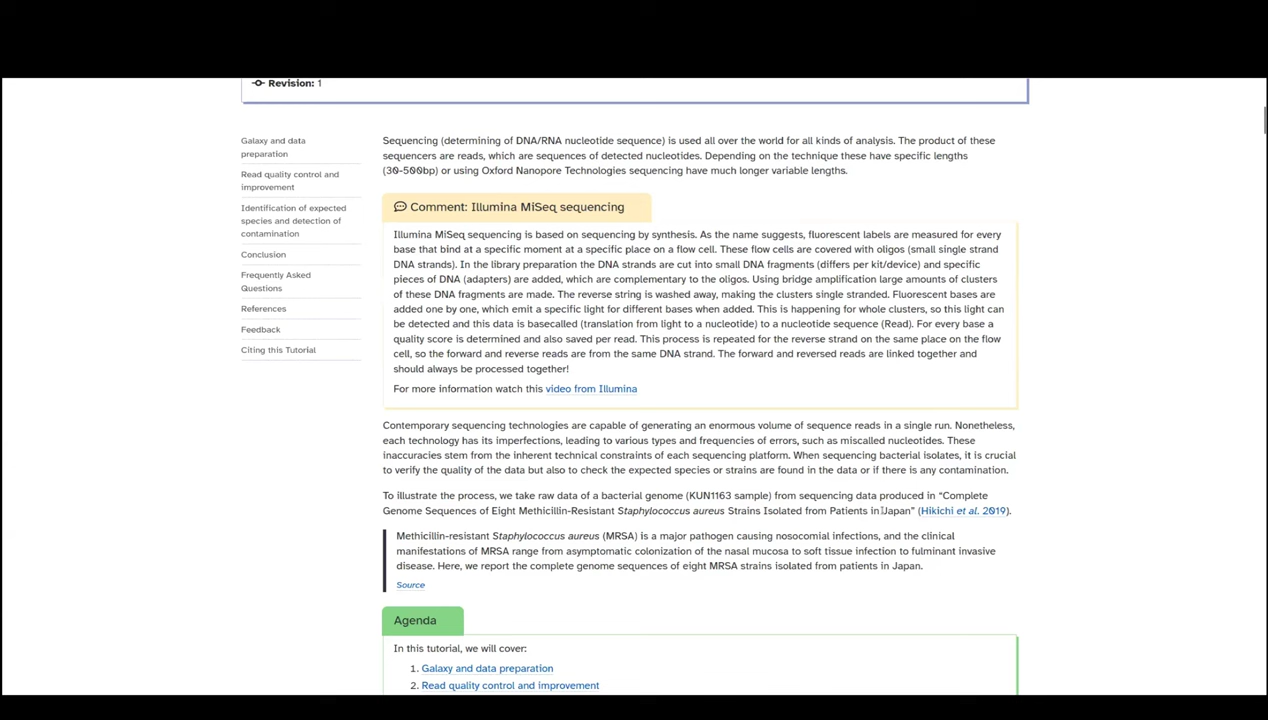 Revision: 1
Galaxy and data
preparation
Read quality control and
improvement
Identification of expected
species and detection of
contamination
Conclusion
Frequently Asked
Questions
References
Feedback
Citing this Tutorial
Sequencing (determining of DNA/RNA nucleotide sequence) is used all over the world for all kinds of analysis. The product of these
sequencers are reads, which are sequences of detected nucleotides. Depending on the technique these have specific lengths
(30-500bp) or using Oxford Nanopore Technologies sequencing have much longer variable lengths.
Comment: Illumina MiSeq sequencing
Illumina MiSeq sequencing is based on sequencing by synthesis. As the name suggests, fluorescent labels are measured for every
base that bind at a specific moment at a specific place on a flow cell. These flow cells are covered with oligos (small single strand
DNA strands). In the library preparation the DNA strands are cut into small DNA fragments (differs per kit/device) and specific
pieces of DNA (adapters) are added, which are complementary to the oligos. Using bridge amplification large amounts of clusters
of these DNA fragments are made. The reverse string is washed away, making the clusters single stranded. Fluorescent bases are
added one by one, which emit a specific light for different bases when added. This is happening for whole clusters, so this light can
be detected and this data is basecalled (translation from light to a nucleotide) to a nucleotide sequence (Read). For every base a
quality score is determined and also saved per read. This process is repeated for the reverse strand on the same place on the flow
cell, so the forward and reverse reads are from the same DNA strand. The forward and reversed reads are linked together and
should always be processed together!
For more information watch this video from Illumina
Contemporary sequencing technologies are capable of generating an enormous volume of sequence reads in a single run. Nonetheless,
each technology has its imperfections, leading to various types and frequencies of errors, such as miscalled nucleotides. These
inaccuracies stem from the inherent technical constraints of each sequencing platform. When sequencing bacterial isolates, it is crucial
to verify the quality of the data but also to check the expected species or strains are found in the data or if there is any contamination.
To illustrate the process, we take raw data of a bacterial genome (KUN1163 sample) from sequencing data produced in “Complete
Genome Sequences of Eight Methicillin-Resistant Staphylococcus aureus Strains Isolated from Patients in Japan” (Hikichi et al. 2019).
Methicillin-resistant Staphylococcus aureus (MRSA) is a major pathogen causing nosocomial infections, and the clinical
manifestations of MRSA range from asymptomatic colonization of the nasal mucosa to soft tissue infection to fulminant invasive
disease. Here, we report the complete genome sequences of eight MRSA strains isolated from patients in Japan.
Source
Agenda
In this tutorial, we will cover:
1. Galaxy and data preparation
2. Read quality control and improvement